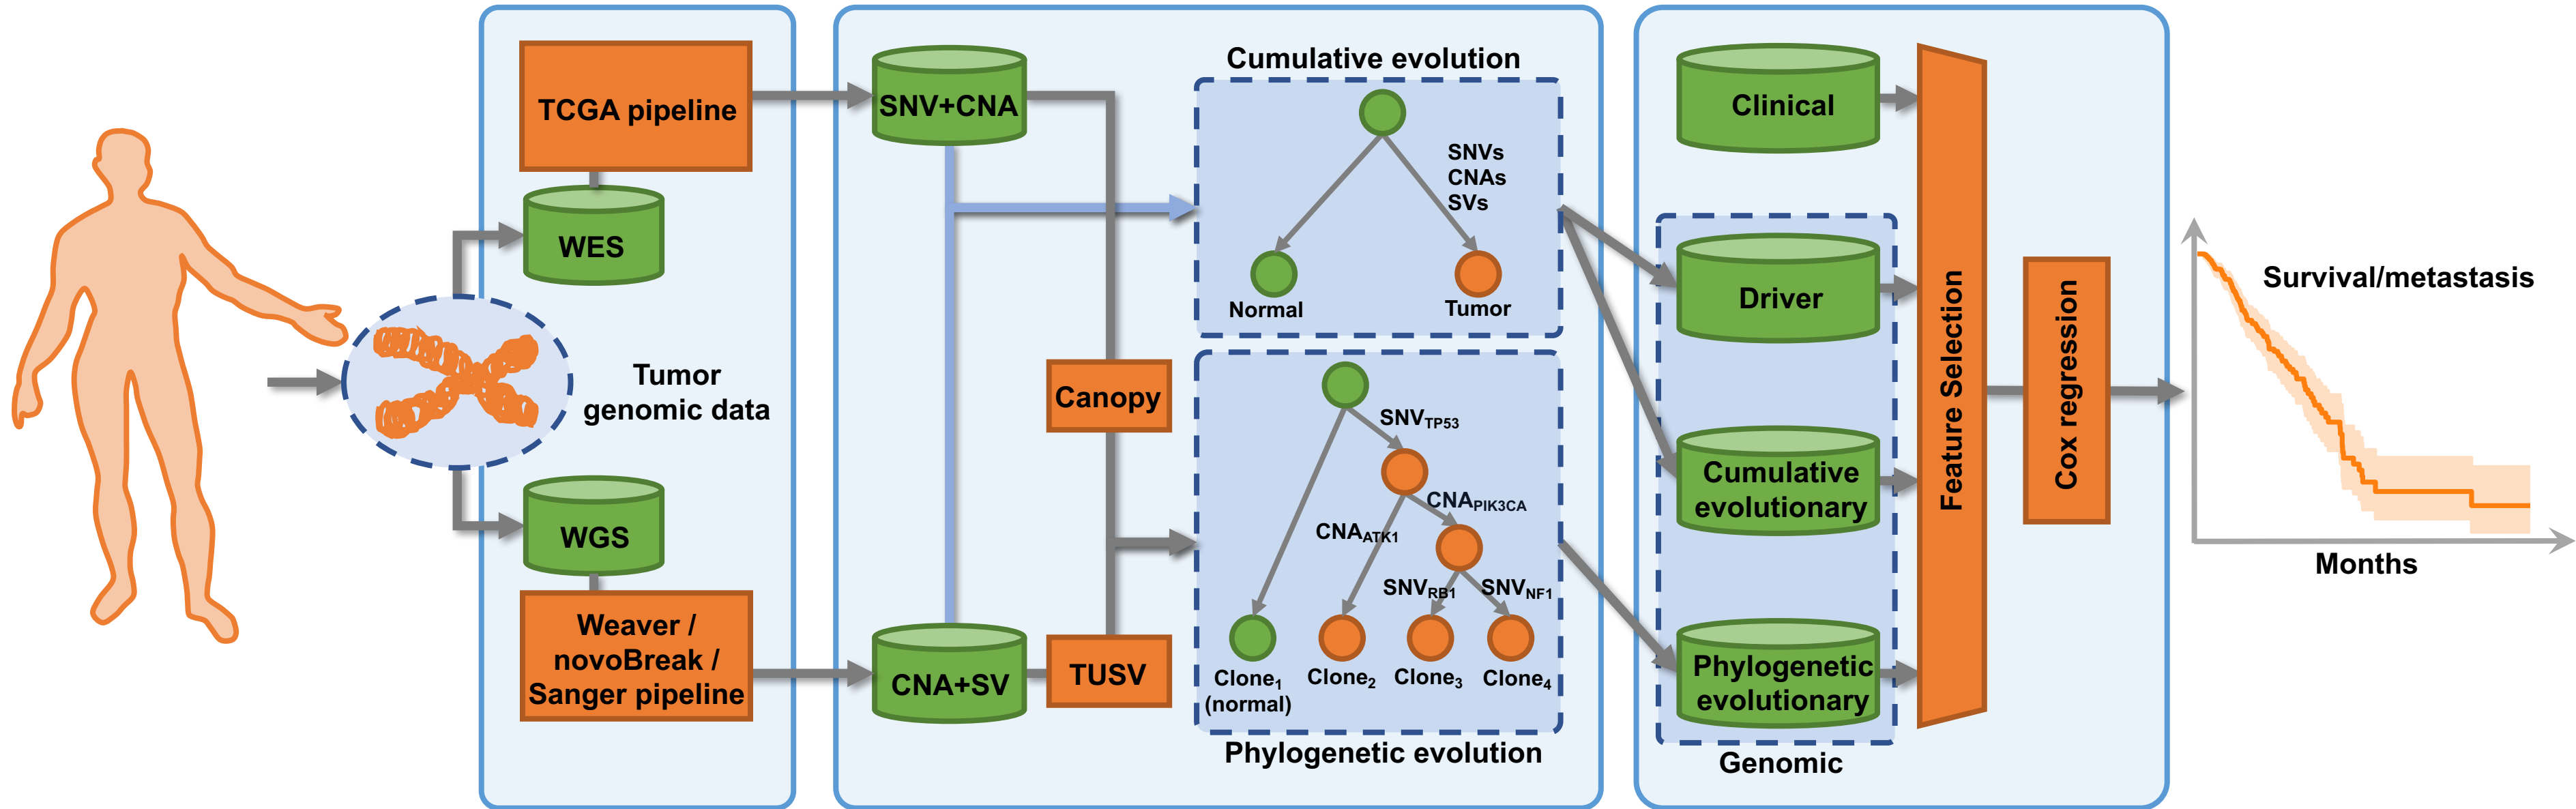 TCGA pipeline
WES
Tumor
genomic data
WGS
Weaver /
novoBreak /
Sanger pipeline
SNV+CNA
Canopy
CNA+SV
TUSV
Cumulative evolution
SNVs
CNAs
SVs
Normal
Tumor
SNVTP53
CNAPIK3CA
CNAATK1
SNVRB1
SNVNF1
Clone1
(normal)
Clone2
Clone3
Clone4
Phylogenetic evolution
Clinical
Driver
Cumulative
evolutionary
Phylogenetic
evolutionary
Genomic
Feature Selection
Cox regression
Survival/metastasis
Months